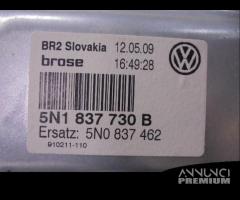 BR2 Slovakia 12.05.09
brose 16:49:28
5N1 837 730 B
Ersatz: 5N0 837 462
910211-110
ANNUNCI
PREMIUM